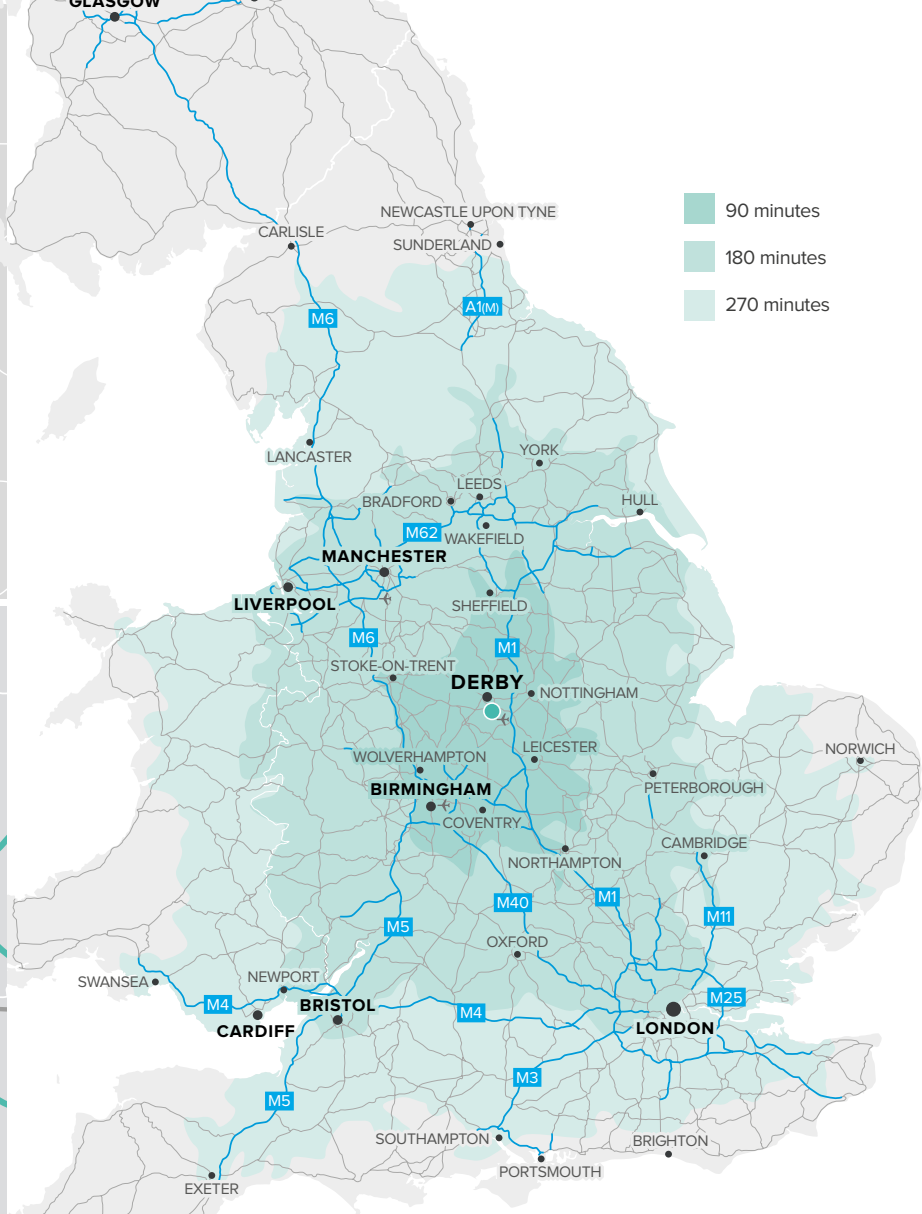 GLASGOW
NEWCASTLE UPON TYNE
90 minutes
CARLISLE
SUNDERLAND
180 minutes
A1(M)
270 minutes
M6
LANCASTER
YORK
LEEDS
BRADFORD
HULL
M62
WAKEFIELD
MANCHESTER
LIVERPOOL
SHEFFIELD
M6
M1
STOKE-ON-TRENT
DERBY
NOTTINGHAM
LEICESTER
NORWICH
WOLVERHAMPTON
PETERBOROUGH
BIRMINGHAM
COVENTRY
CAMBRIDGE
NORTHAMPTON
M1
M40
M11
M5
OXFORD
NEWPORT
SWANSEA
M25
M4
BRISTOL
M4
CARDIFF
LONDON
M3
M5
SOUTHAMPTON
BRIGHTON
PORTSMOUTH
EXETER